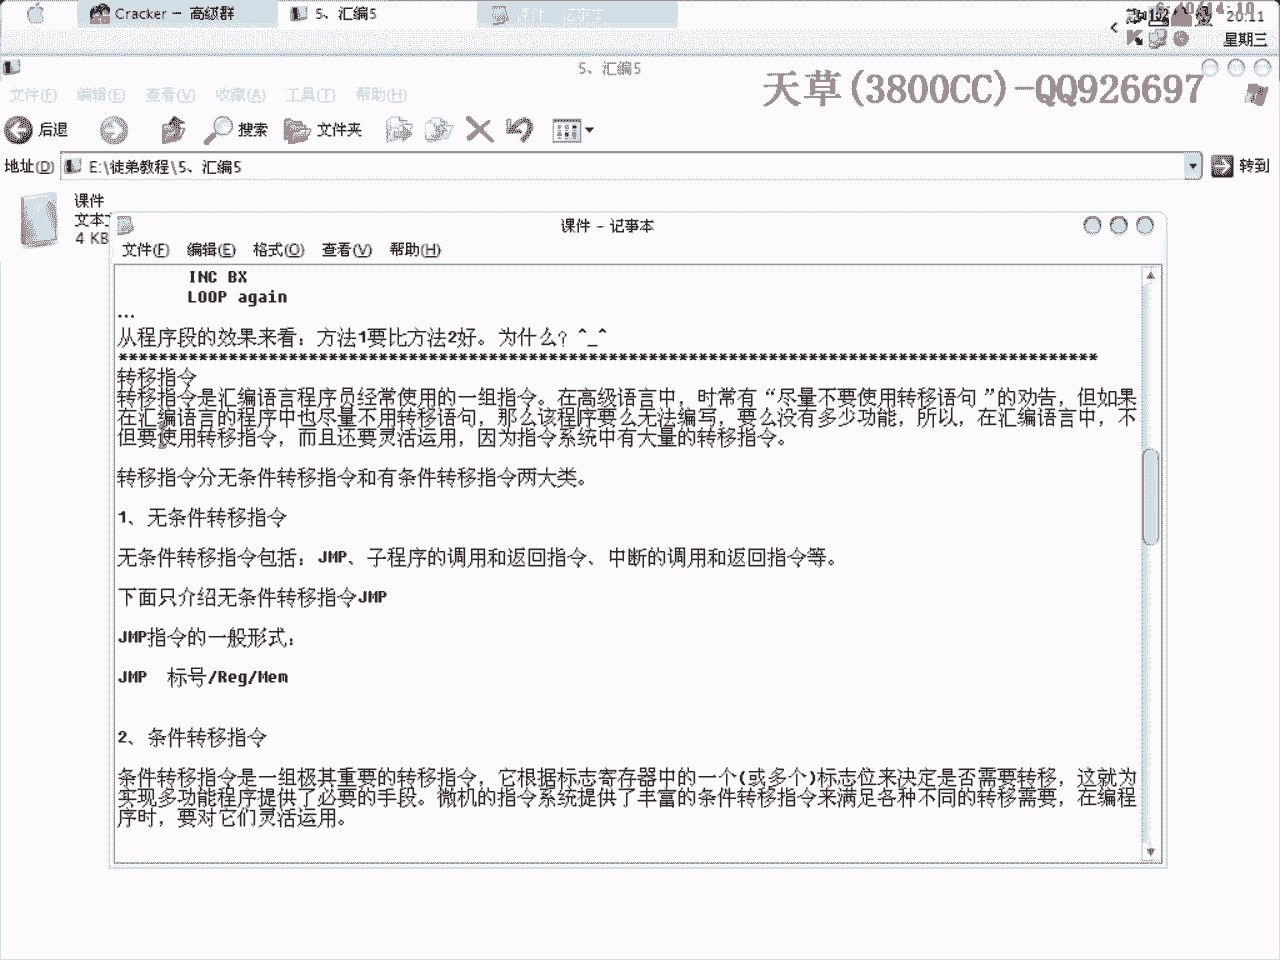 Cracker – 高级群
5、汇编5
课件 - 记事本
20:11
星期三
5、汇编5
天草(3800CC)-QQ926697
文件(F) 编辑(E) 查看(V) 收藏(A) 工具(T) 帮助(H)
后退 搜索 文件夹
地址(D) E:\徒弟教程\5、汇编5 转到
课件
4 KB
课件 - 记事本
文件(F) 编辑(E) 格式(O) 查看(V) 帮助(H)
INC BX
LOOP again
...
从程序段的效果来看：方法1要比方法2好。为什么？^_^
**************************************************************************************************
转移指令
转移指令是汇编语言程序员经常使用的一组指令。在高级语言中，时常有“尽量不要使用转移语句”的劝告，但如果
在汇编语言的程序中也尽量不用转移语句，那么该程序要么无法编写，要么没有多少功能，所以，在汇编语言中，不
但要使用转移指令，而且还要灵活运用，因为指令系统中有大量的转移指令。
转移指令分无条件转移指令和有条件转移指令两大类。
1、无条件转移指令
无条件转移指令包括：JMP、子程序的调用和返回指令、中断的调用和返回指令等。
下面只介绍无条件转移指令JMP
JMP指令的一般形式：
JMP 标号/Reg/Mem
2、条件转移指令
条件转移指令是一组极其重要的转移指令，它根据标志寄存器中的一个(或多个)标志位来决定是否需要转移，这就为
实现多功能程序提供了必要的手段。微机的指令系统提供了丰富的条件转移指令来满足各种不同的转移需要，在编程
序时，要对它们灵活运用。